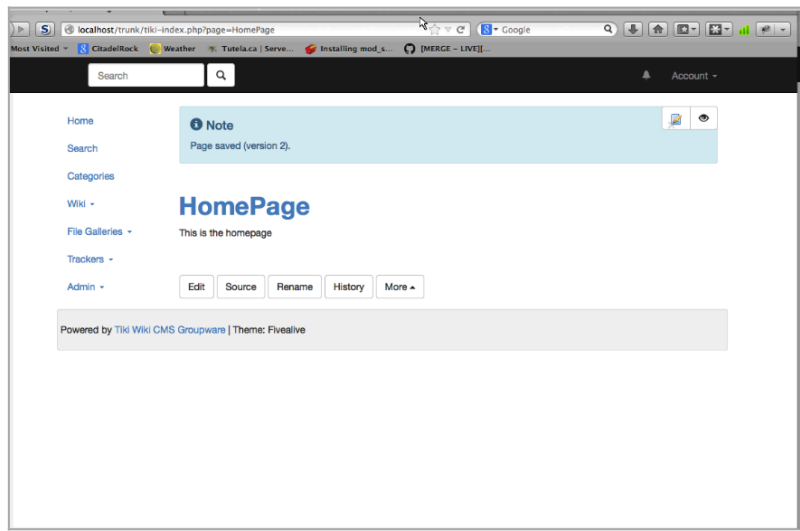 localhost/trunk/tiki-index.php?page=HomePage
Google
Most Visited
CitadelRock
Weather
Tutela.ca | Serve...
Installing mod_s...
[MERGE – LIVE][[...
Search
Account
Home
Search
Categories
Wiki
File Galleries
Trackers
Admin
Note
Page saved (version 2).
HomePage
This is the homepage
Edit
Source
Rename
History
More
Powered by Tiki Wiki CMS Groupware | Theme: Fivealive